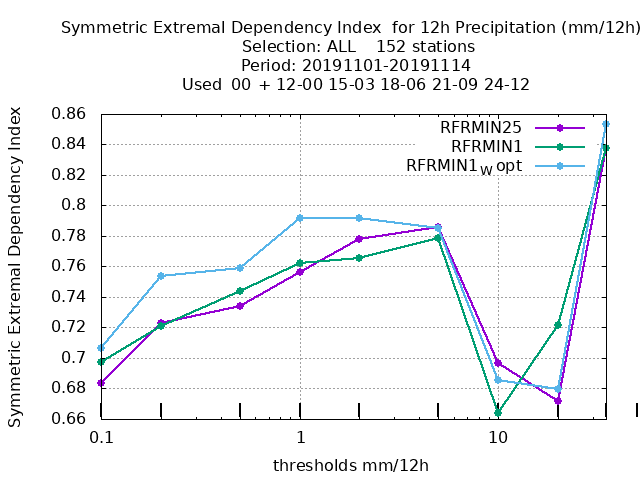 Symmetric Extremal Dependency Index  for 12h Precipitation (mm/12h)
Selection: ALL    152 stations
Period: 20191101-20191114
Used  00 + 12-00 15-03 18-06 21-09 24-12
Symmetric Extremal Dependency Index
0.86
0.84
0.82
0.8
0.78
0.76
0.74
0.72
0.7
0.68
0.66
RFRMIN25
RFRMIN1
RFRMIN1W opt
0.1
1
10
thresholds mm/12h